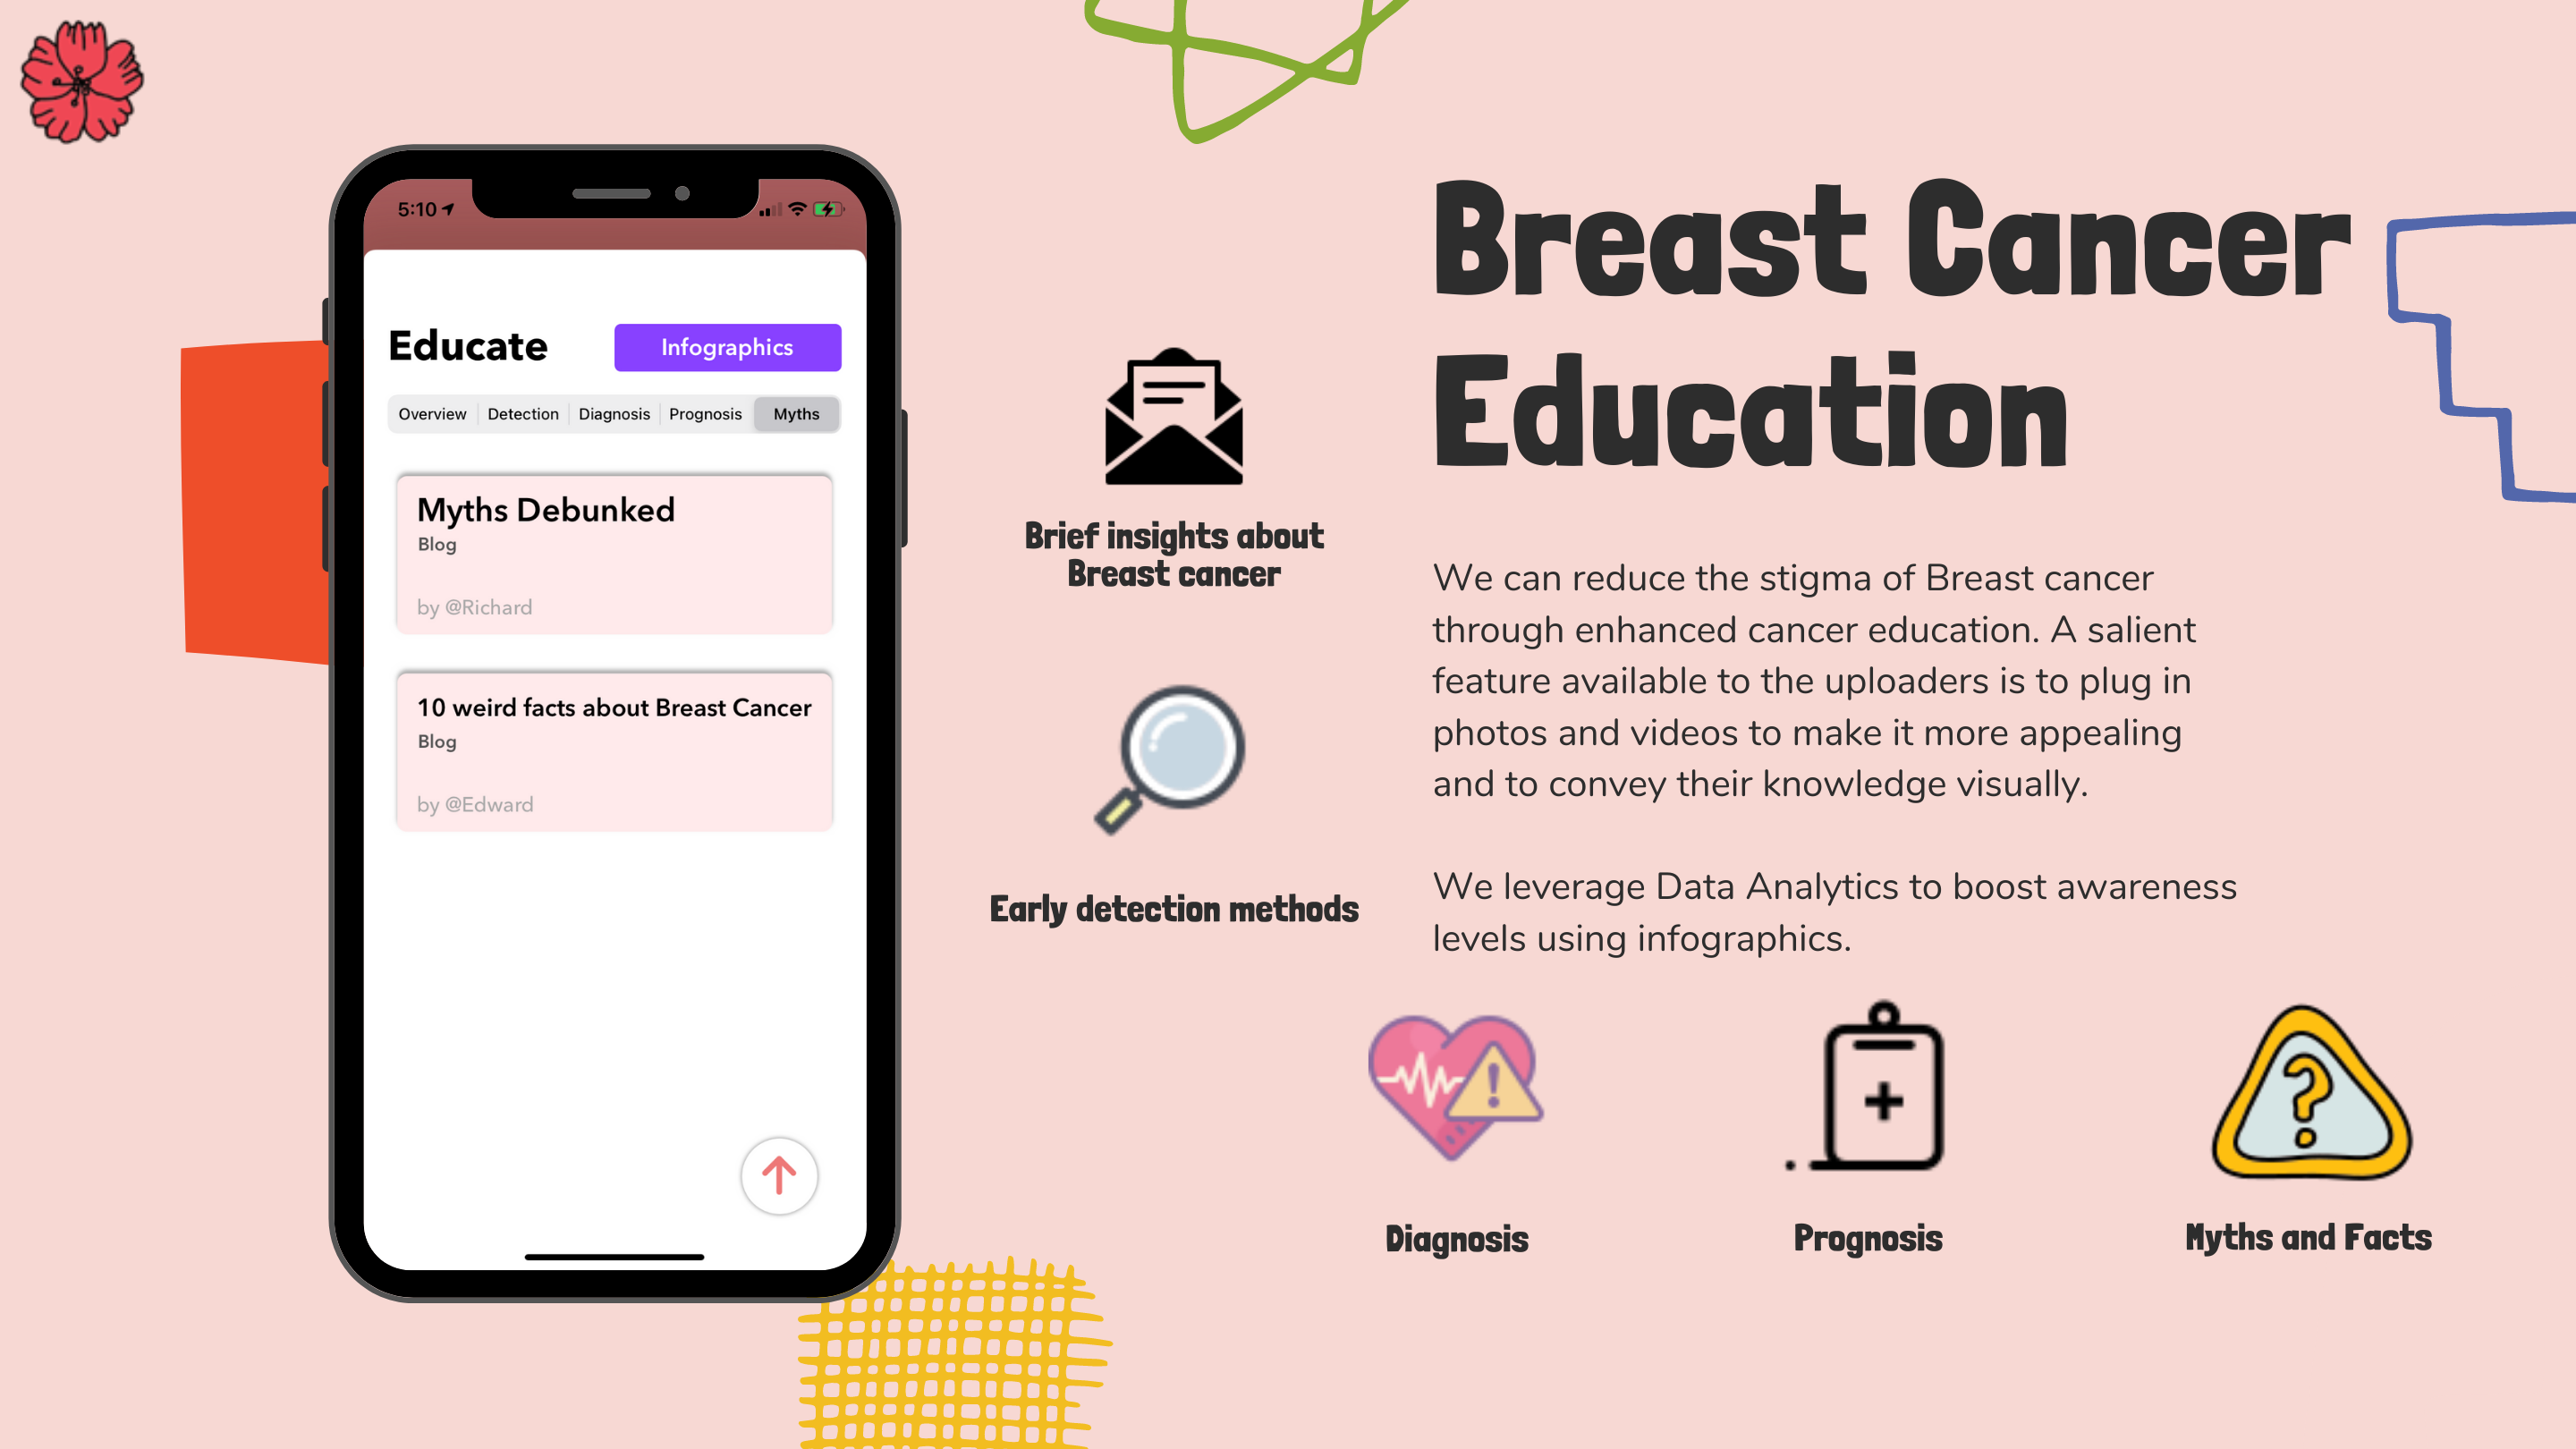 5:10
Educate
Infographics
Overview Detection Diagnosis Prognosis Myths
Myths Debunked
Blog
by @Richard
10 weird facts about Breast Cancer
Blog
by @Edward
Brief insights about
Breast cancer
Early detection methods
Breast Cancer
Education
We can reduce the stigma of Breast cancer
through enhanced cancer education. A salient
feature available to the uploaders is to plug in
photos and videos to make it more appealing
and to convey their knowledge visually.
We leverage Data Analytics to boost awareness
levels using infographics.
Diagnosis
Prognosis
Myths and Facts